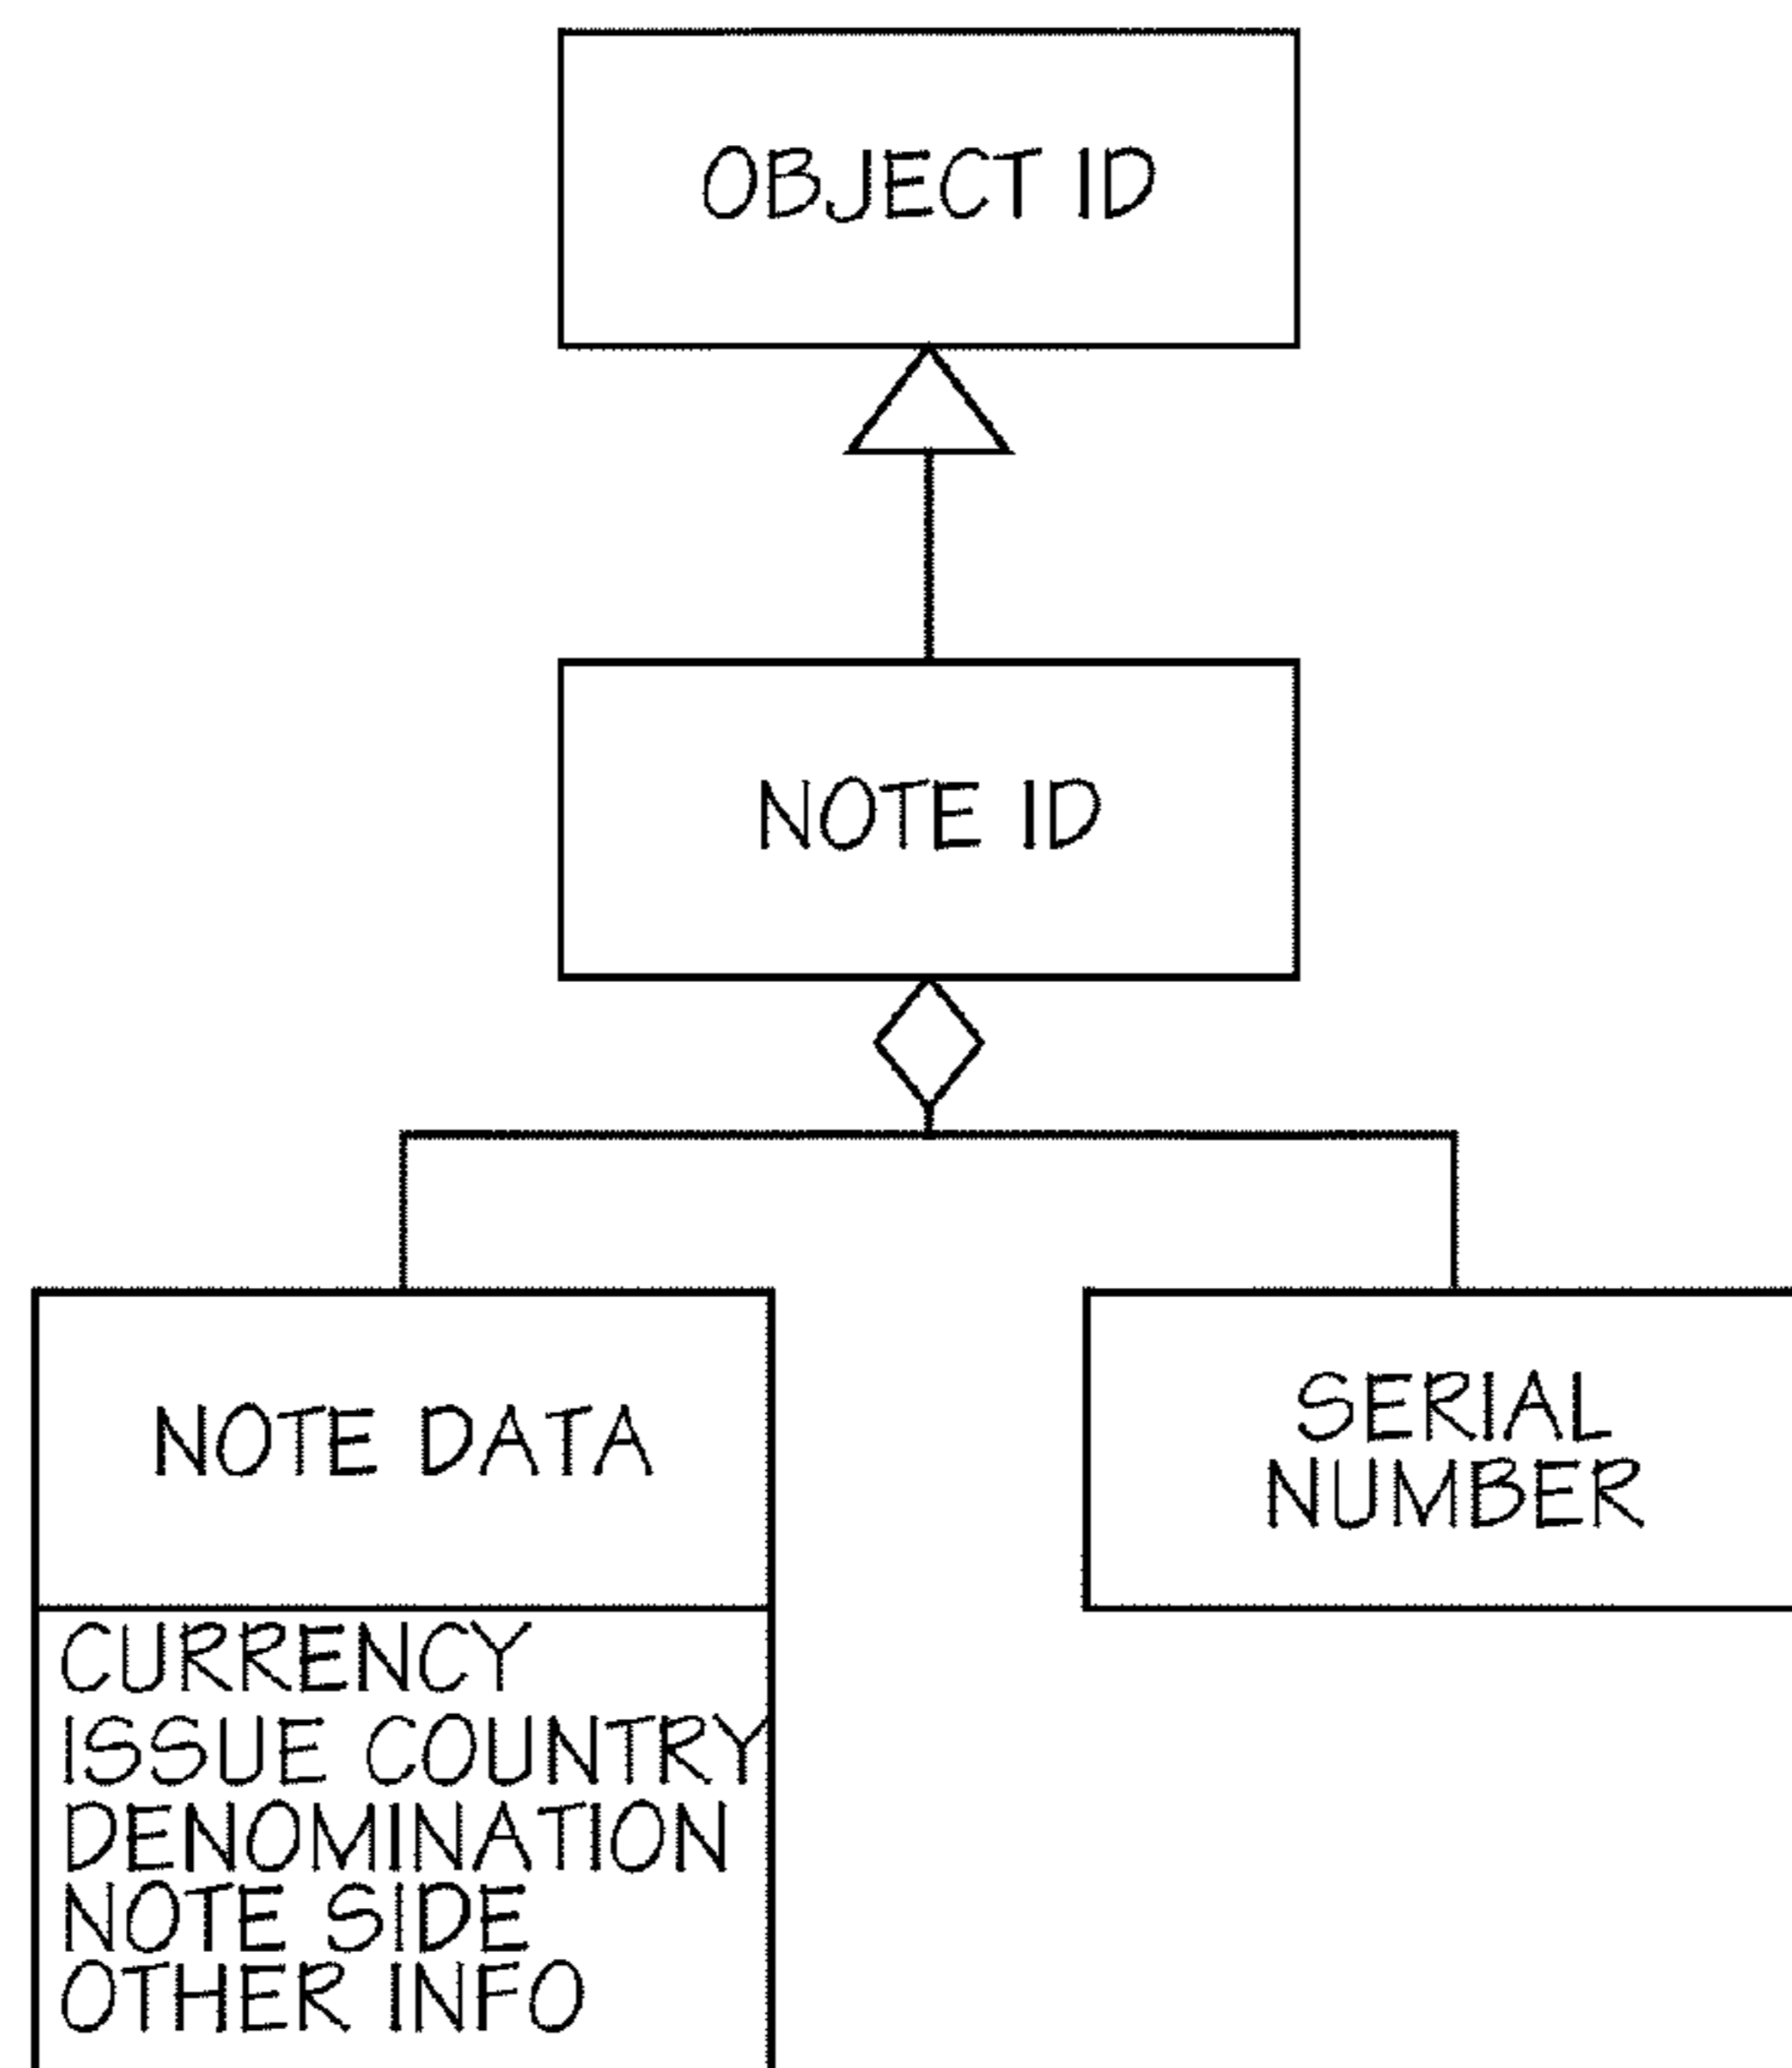 OBJECT ID
NOTE ID
NOTE DATA
SERIAL
NUMBER
CURRENCY
ISSUE COUNTRY
DENOMINATION
NOTE SIDE
OTHER INFO